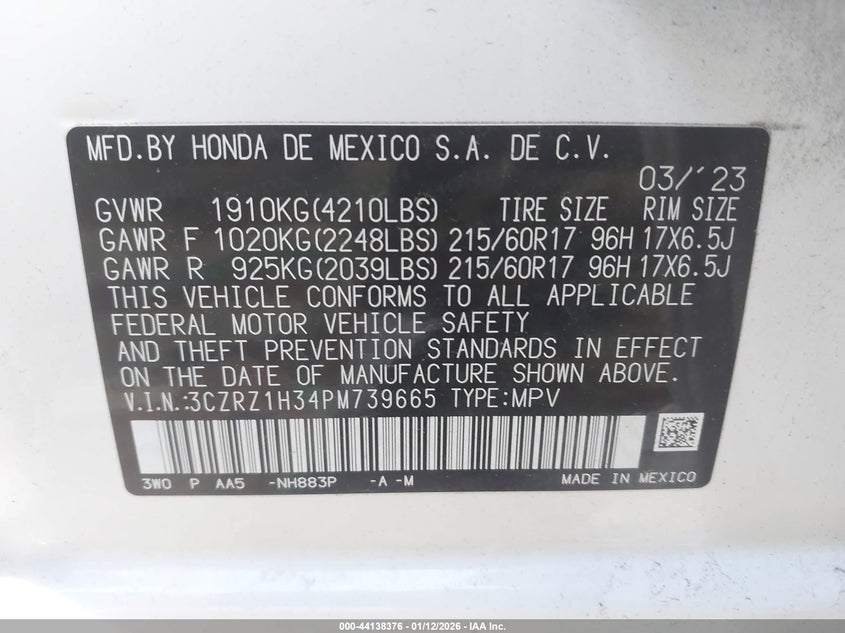 MFD.BY HONDA DE MEXICO S.A. DE C.V.
03/'23
GVWR 1910KG(4210LBS) TIRE SIZE RIM SIZE
GAWR F 1020KG(2248LBS) 215/60R17 96H 17X6.5J
GAWR R 925KG(2039LBS) 215/60R17 96H 17X6.5J
THIS VEHICLE CONFORMS TO ALL APPLICABLE
FEDERAL MOTOR VEHICLE SAFETY
AND THEFT PREVENTION STANDARDS IN EFFECT
ON THE DATE OF MANUFACTURE SHOWN ABOVE.
V.I.N.:3CZRZ1H34PM739665 TYPE:MPV
3W0 P AA5 -NH883P -A -M MADE IN MEXICO
000-44138376 | 01/12/2026 - IAA Inc.